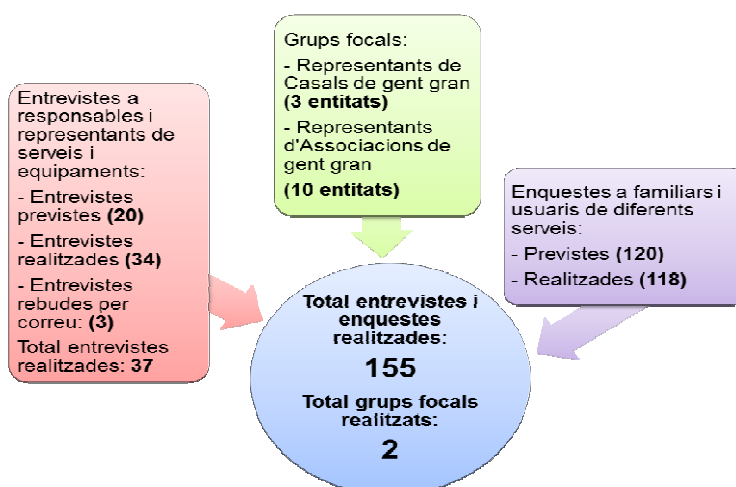 Entrevistes a
responsables i
representants de
serveis i
equipaments:
- Entrevistes
previstes (20)
- Entrevistes
realitzades (34)
- Entrevistes
rebudes per
correu: (3)
Total entrevistes
realitzades: 37
Grups focals:
- Representants de
Casals de gent gran
(3 entitats)
- Representants
d'Associacions de
gent gran
(10 entitats)
Enquestes a familiars i
usuaris de diferents
serveis:
- Previstes (120)
- Realitzades (118)
Total entrevistes i
enquestes
realitzades:
155
Total grups focals
realitzats:
2